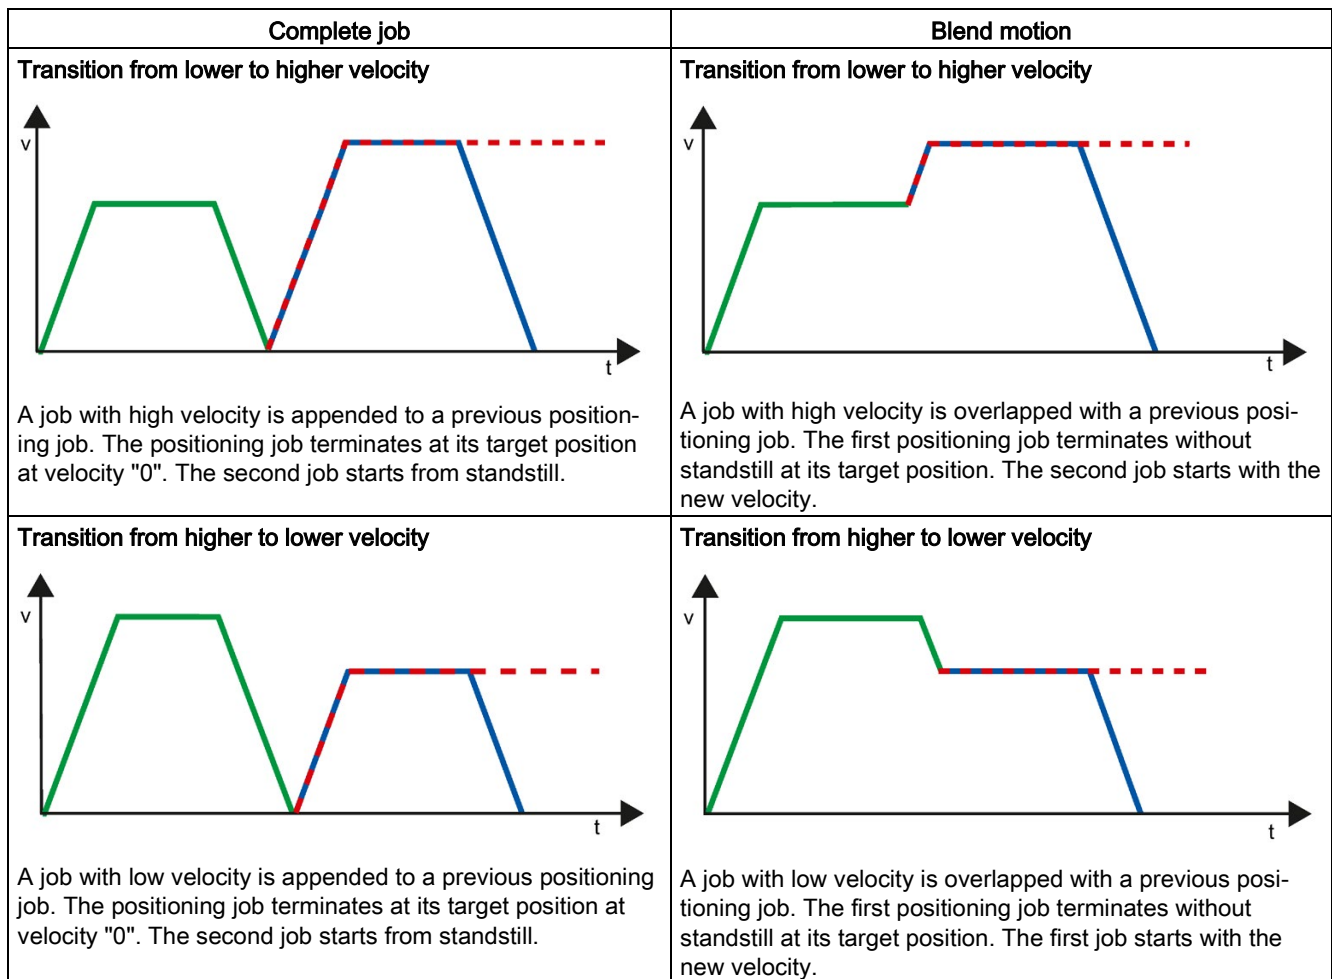 Complete job
Blend motion
Transition from lower to higher velocity
v
t
A job with high velocity is appended to a previous position-
ing job. The positioning job terminates at its target position
at velocity "0". The second job starts from standstill.
Transition from lower to higher velocity
v
t
A job with high velocity is overlapped with a previous posi-
tioning job. The first positioning job terminates without
standstill at its target position. The second job starts with the
new velocity.
Transition from higher to lower velocity
v
t
A job with low velocity is appended to a previous positioning
job. The positioning job terminates at its target position at
velocity "0". The second job starts from standstill.
Transition from higher to lower velocity
v
t
A job with low velocity is overlapped with a previous posi-
tioning job. The first positioning job terminates without
standstill at its target position. The first job starts with the
new velocity.